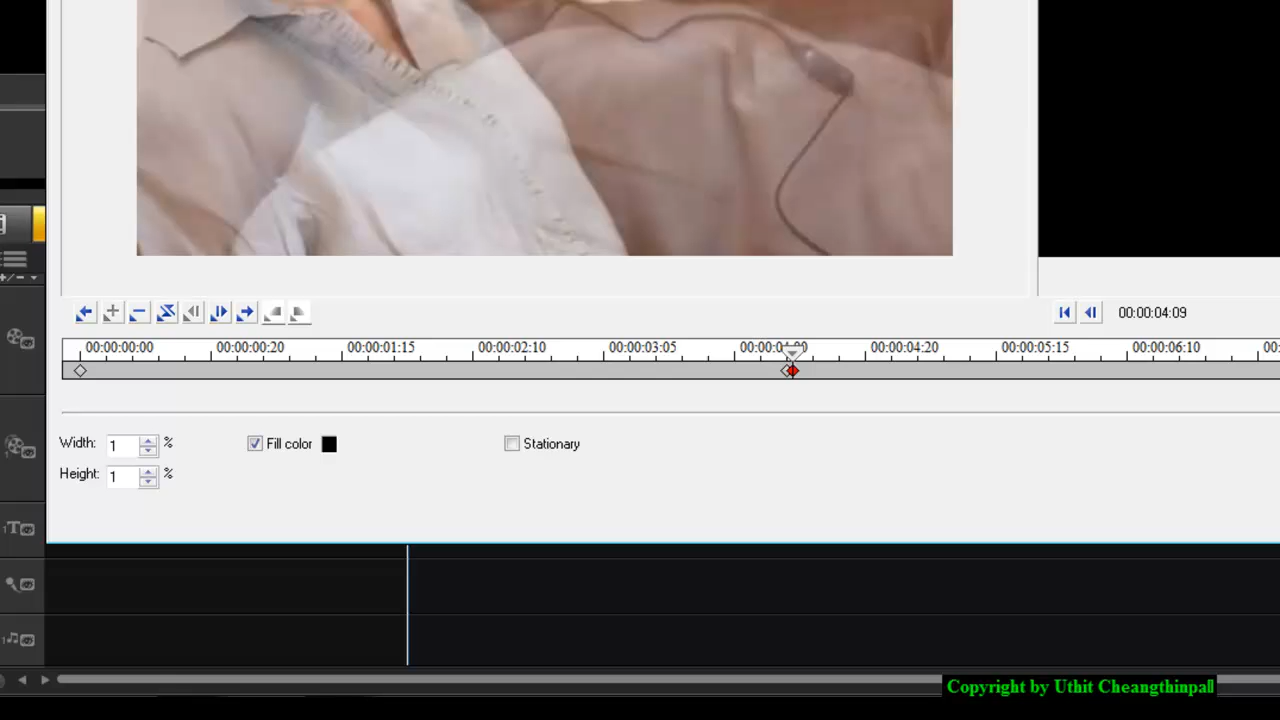 00:00:04:09
00:00:00:00 00:00:00:20 00:00:01:15 00:00:02:10 00:00:03:05 00:00:04:20 00:00:05:15 00:00:06:10 00:
Width: 1 % Fill color Stationary
Height: 1 %
Copyright by Uthit Cheangthinpall